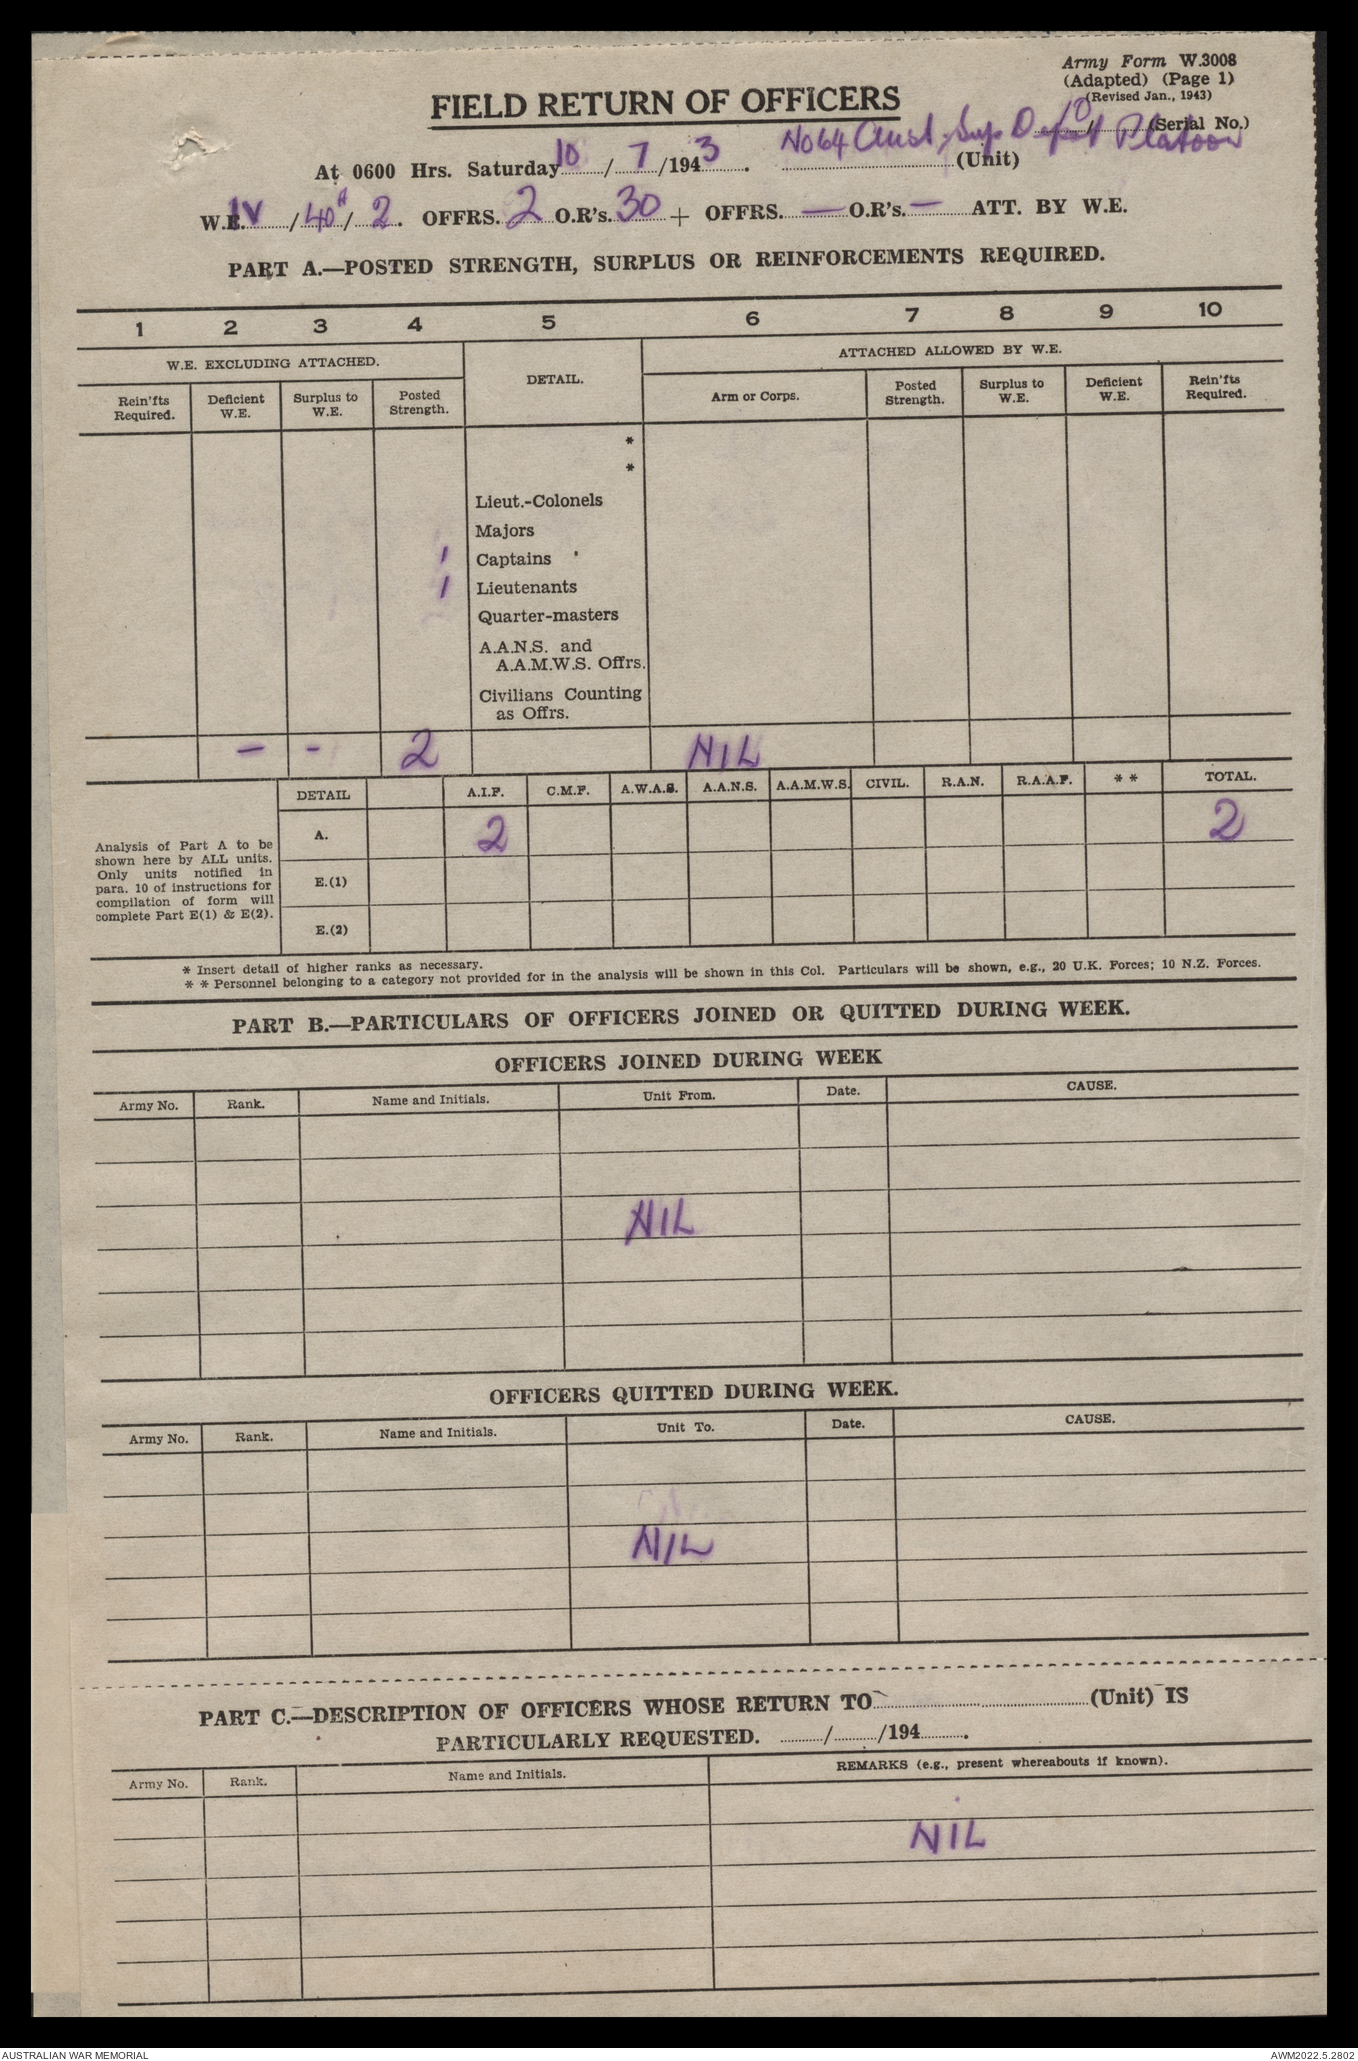 Army Form W.3008
(Adapted) (Page 1)
(Revised Jan., 1943)
FIELD RETURN OF OFFICERS
10/ (Serial No.)
At 0600 Hrs. Saturday 10/7/1943. No 64 Aust. Sup. Depot Platoon (Unit)
W.E. IV/40A/2. OFFRS. 2 O.R's. 30 + OFFRS. — O.R's. — ATT. BY W.E.
PART A.—POSTED STRENGTH, SURPLUS OR REINFORCEMENTS REQUIRED.
1 2 3 4 5 6 7 8 9 10
W.E. EXCLUDING ATTACHED. DETAIL. ATTACHED ALLOWED BY W.E.
Rein'fts Required. Deficient W.E. Surplus to W.E. Posted Strength. Arm or Corps. Posted Strength. Surplus to W.E. Deficient W.E. Rein'fts Required.
*
*
Lieut.-Colonels
Majors
1 Captains
1 Lieutenants
Quarter-masters
A.A.N.S. and
A.A.M.W.S. Offrs.
Civilians Counting
as Offrs.
— - 2 NIL
DETAIL A.I.F. C.M.F. A.W.A.S. A.A.N.S. A.A.M.W.S. CIVIL. R.A.N. R.A.A.F. * * TOTAL.
A. 2 2
Analysis of Part A to be
shown here by ALL units.
Only units notified in
para. 10 of instructions for
compilation of form will
complete Part E(1) & E(2).
E.(1)
E.(2)
* Insert detail of higher ranks as necessary.
* * Personnel belonging to a category not provided for in the analysis will be shown in this Col. Particulars will be shown, e.g., 20 U.K. Forces; 10 N.Z. Forces.
PART B.—PARTICULARS OF OFFICERS JOINED OR QUITTED DURING WEEK.
OFFICERS JOINED DURING WEEK
Army No. Rank. Name and Initials. Unit From. Date. CAUSE.
NIL
OFFICERS QUITTED DURING WEEK.
Army No. Rank. Name and Initials. Unit To. Date. CAUSE.
NIL
PART C.—DESCRIPTION OF OFFICERS WHOSE RETURN TO (Unit) IS
PARTICULARLY REQUESTED. / /194 .
Army No. Rank. Name and Initials. REMARKS (e.g., present whereabouts if known).
NIL
AUSTRALIAN WAR MEMORIAL AWM2022.5.2802